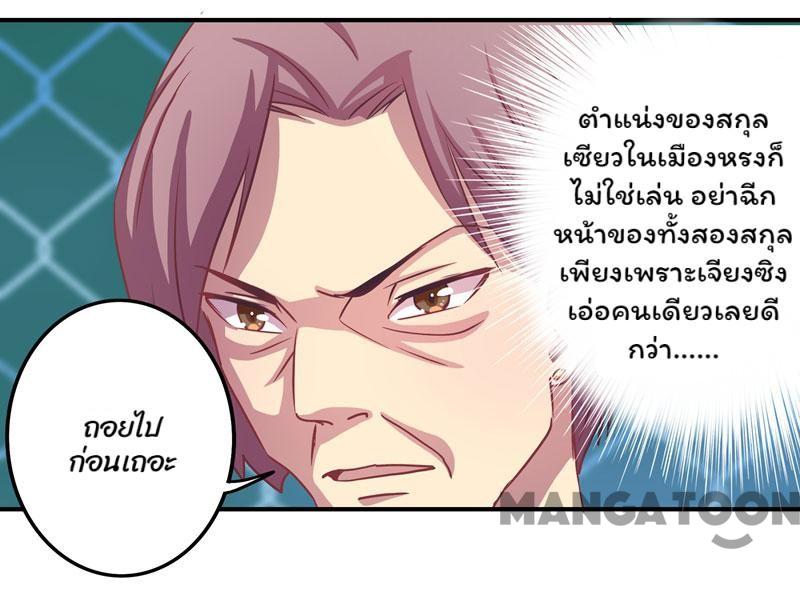 ตำแน่งของสกุล
เซียวในเมืองหรงก็
ไม่ใช่เล่น อย่าฉีก
หน้าของทั้งสองสกุล
เพียงเพราะเจียงซิง
เอ่อคนเดียวเลยดี
กว่า......
ถอยไป
ก่อนเถอะ
MANGATOON